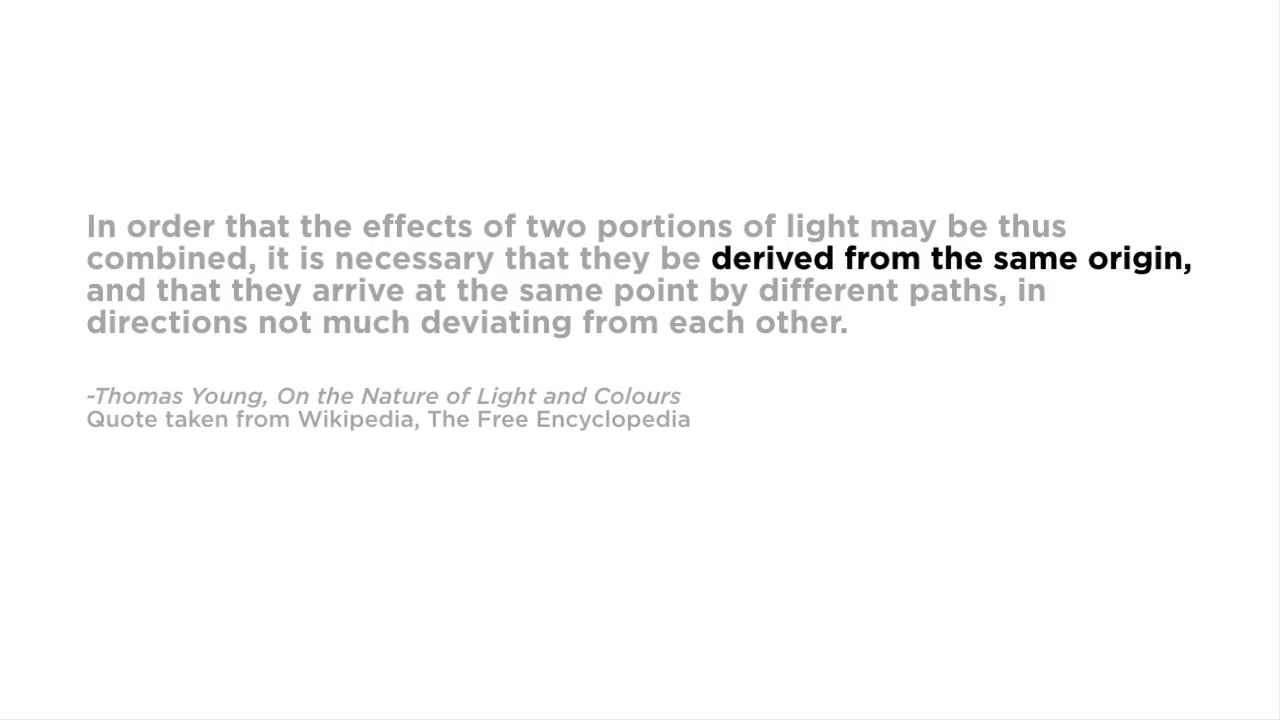 In order that the effects of two portions of light may be thus
combined, it is necessary that they be derived from the same origin,
and that they arrive at the same point by different paths, in
directions not much deviating from each other.
-Thomas Young, On the Nature of Light and Colours
Quote taken from Wikipedia, The Free Encyclopedia